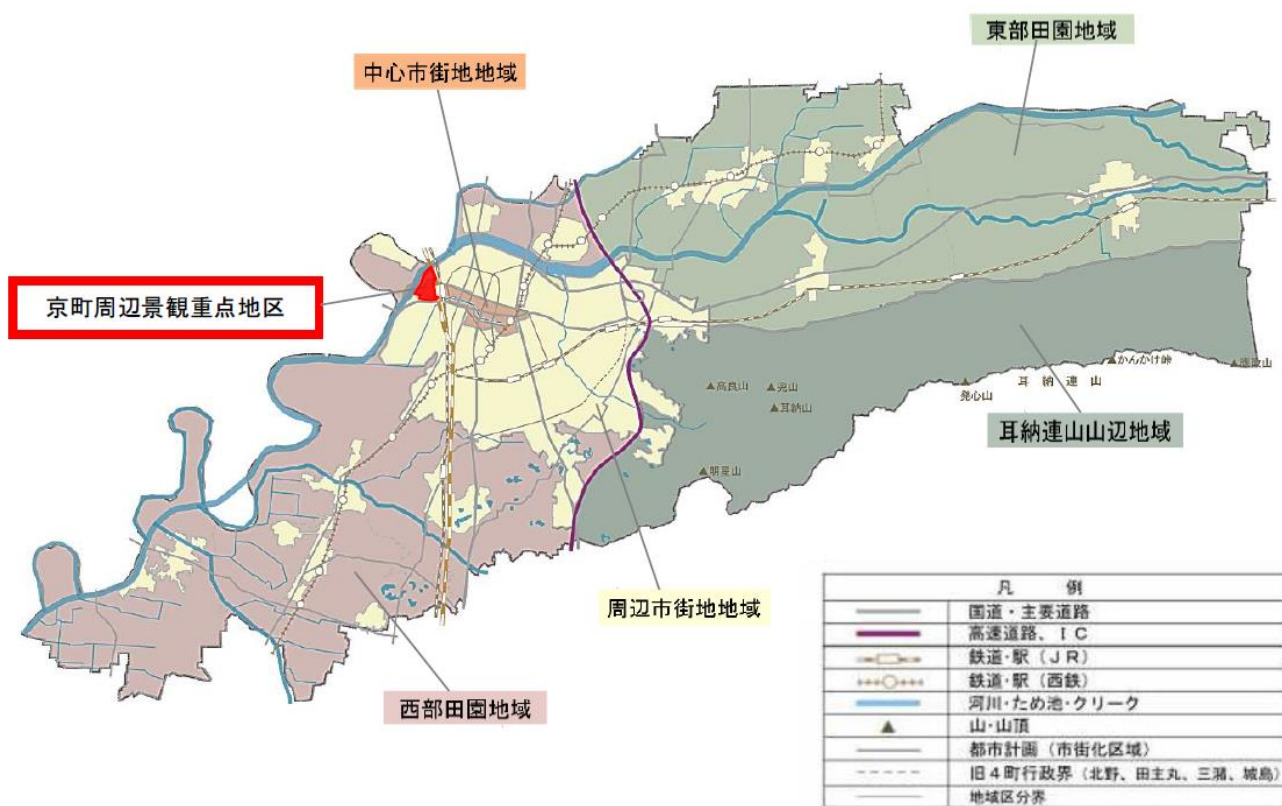 東部田園地域
中心市街地地域
京町周辺景観重点地区
高良山
兜山
耳納山
かんかけ峠
鷹取山
発心山
耳納連山
耳納連山山辺地域
明星山
周辺市街地地域
西部田園地域
凡 例
国道・主要道路
高速道路、IC
鉄道・駅(JR)
鉄道・駅(西鉄)
河川・ため池・クリーク
山・山頂
都市計画(市街化区域)
旧4町行政界(北野、田主丸、三潴、城島)
地域区分界